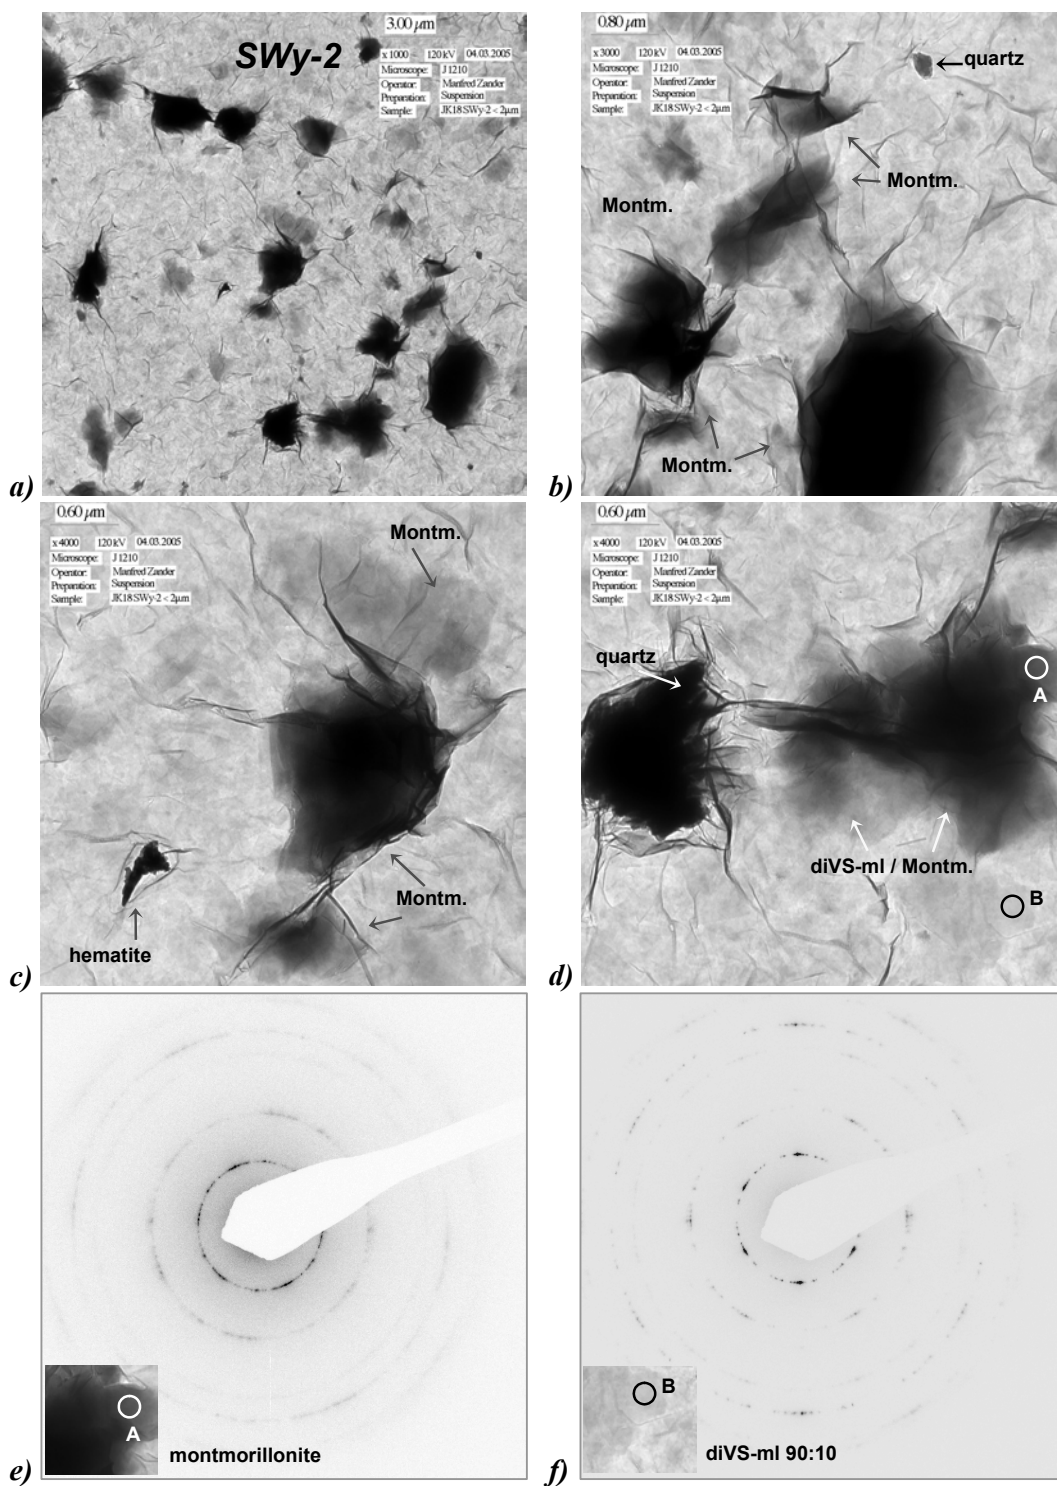 3.00 µm
SWy-2
x 1000 120 kV 04.03.2005
Microscope: J 1210
Operator: Manfred Zander
Preparation: Suspension
Sample: JK18 SWy-2 < 2µm
a)
0.80 µm
x 3000 120 kV 04.03.2005
Microscope: J 1210
Operator: Manfred Zander
Preparation: Suspension
Sample: JK18 SWy-2 < 2µm
quartz
Montm.
Montm.
Montm.
b)
0.60 µm
x 4000 120 kV 04.03.2005
Microscope: J 1210
Operator: Manfred Zander
Preparation: Suspension
Sample: JK18 SWy-2 < 2µm
Montm.
Montm.
hematite
c)
0.60 µm
x 4000 120 kV 04.03.2005
Microscope: J 1210
Operator: Manfred Zander
Preparation: Suspension
Sample: JK18 SWy-2 < 2µm
quartz
A
diVS-ml / Montm.
B
d)
A
montmorillonite
e)
B
diVS-ml 90:10
f)